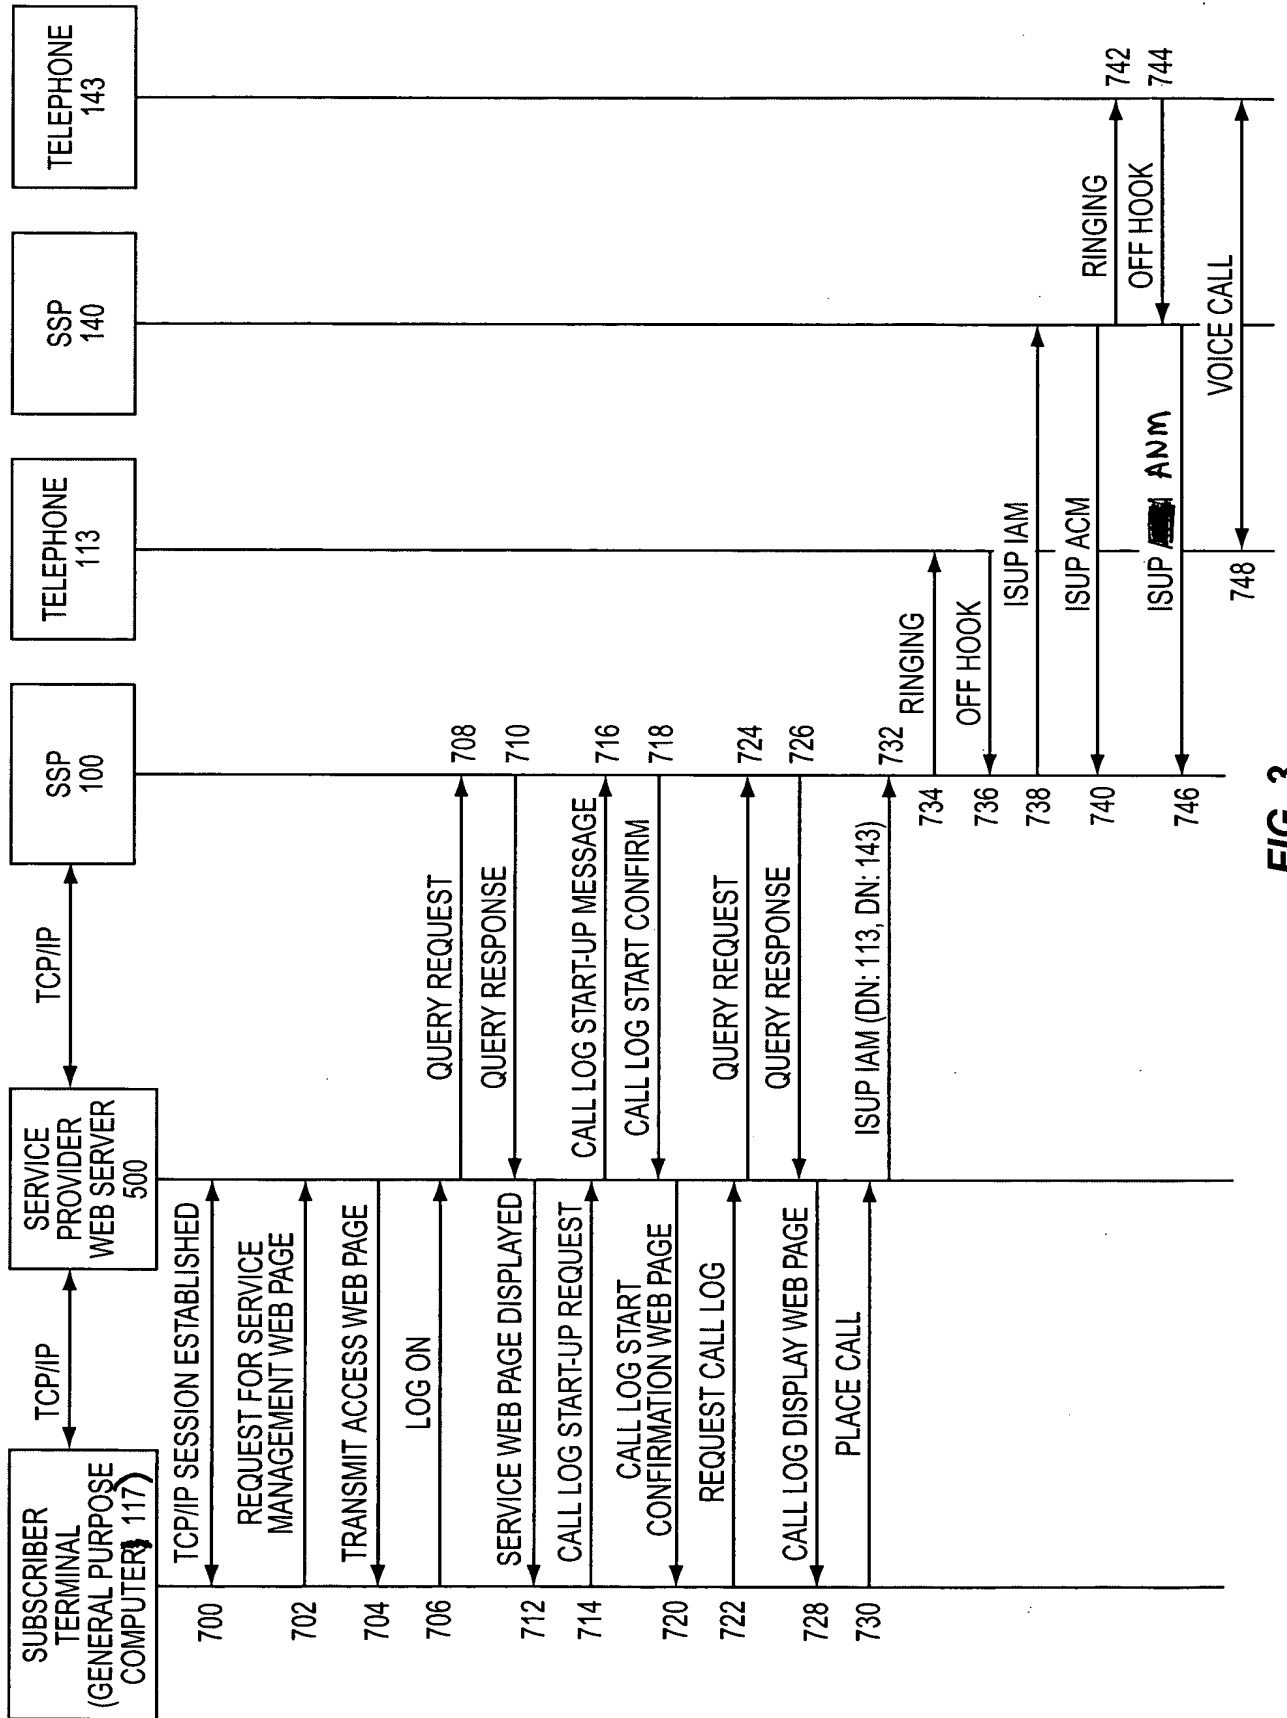 SUBSCRIBER
TERMINAL
(GENERAL PURPOSE
COMPUTER 117)
TCP/IP
SERVICE
PROVIDER
WEB SERVER
500
TCP/IP
SSP
100
TELEPHONE
113
SSP
140
TELEPHONE
143
700
TCP/IP SESSION ESTABLISHED
702
REQUEST FOR SERVICE
MANAGEMENT WEB PAGE
704
TRANSMIT ACCESS WEB PAGE
706
LOG ON
QUERY REQUEST
708
QUERY RESPONSE
710
712
SERVICE WEB PAGE DISPLAYED
714
CALL LOG START-UP REQUEST
CALL LOG START-UP MESSAGE
716
CALL LOG START CONFIRM
718
720
CALL LOG START
CONFIRMATION WEB PAGE
722
REQUEST CALL LOG
QUERY REQUEST
724
QUERY RESPONSE
726
728
CALL LOG DISPLAY WEB PAGE
730
PLACE CALL
ISUP IAM (DN: 113, DN: 143)
732
734
RINGING
736
OFF HOOK
738
ISUP IAM
740
ISUP ACM
RINGING
742
OFF HOOK
744
746
ISUP ANM
748
VOICE CALL
FIG. 3